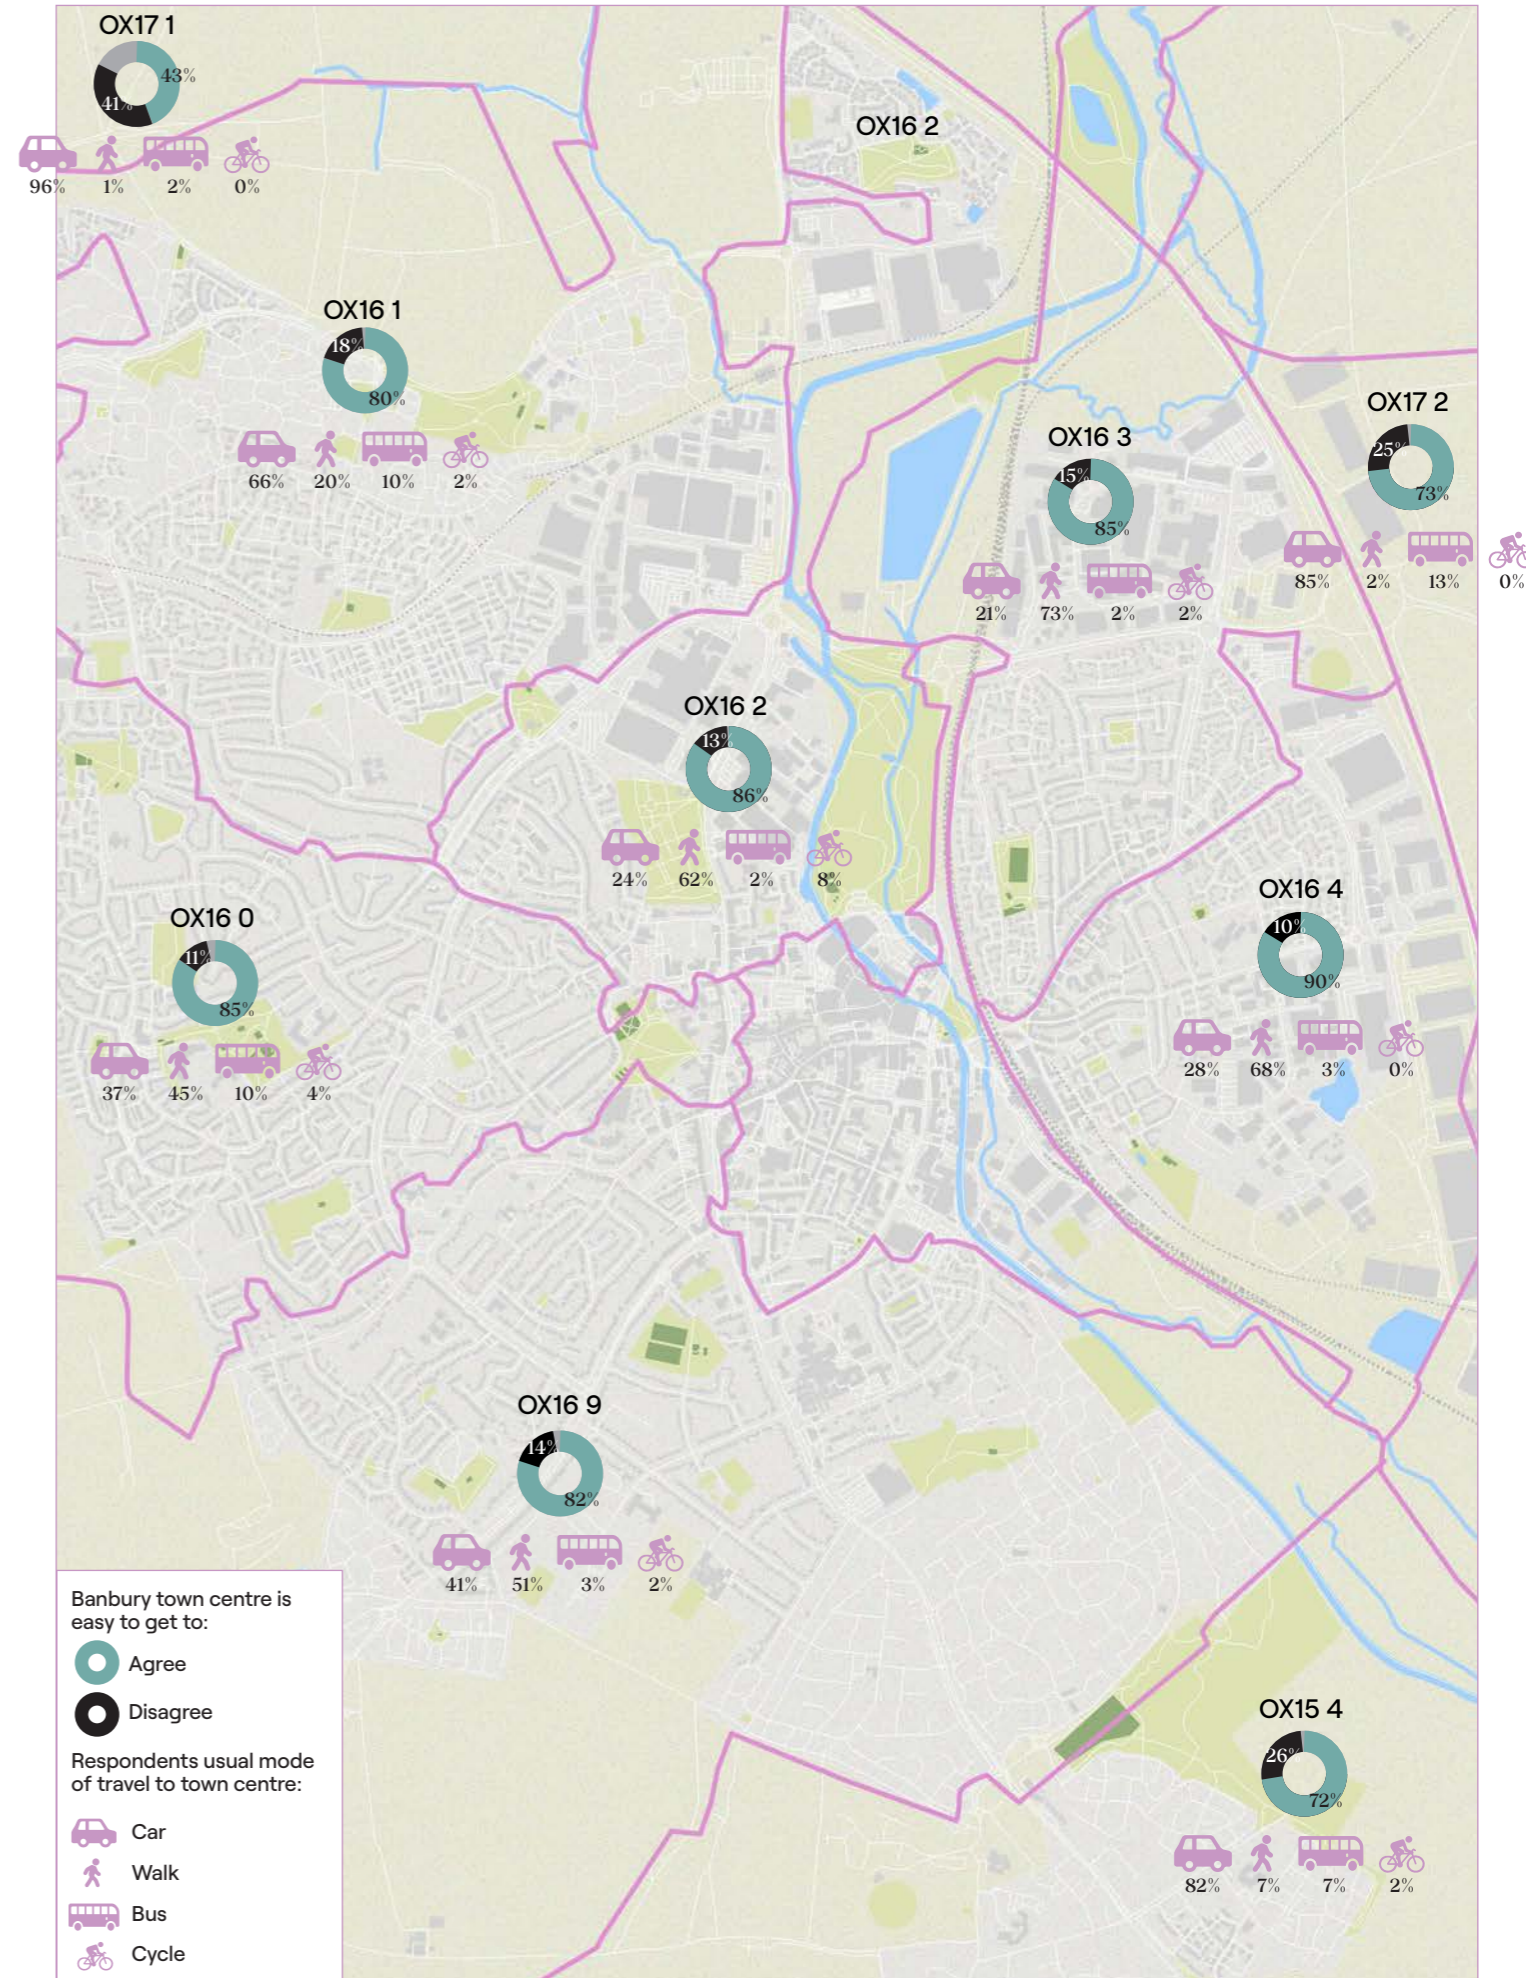 OX17 1
43%
41%
96% 1% 2% 0%
OX16 2
OX16 1
18%
80%
66% 20% 10% 2%
OX17 2
25%
73%
85% 2% 13% 0%
OX16 3
15%
85%
21% 73% 2% 2%
OX16 2
13%
86%
24% 62% 2% 8%
OX16 4
10%
90%
28% 68% 3% 0%
OX16 0
11%
85%
37% 45% 10% 4%
OX16 9
14%
82%
41% 51% 3% 2%
OX15 4
26%
72%
82% 7% 7% 2%
Banbury town centre is
easy to get to:
Agree
Disagree
Respondents usual mode
of travel to town centre:
Car
Walk
Bus
Cycle